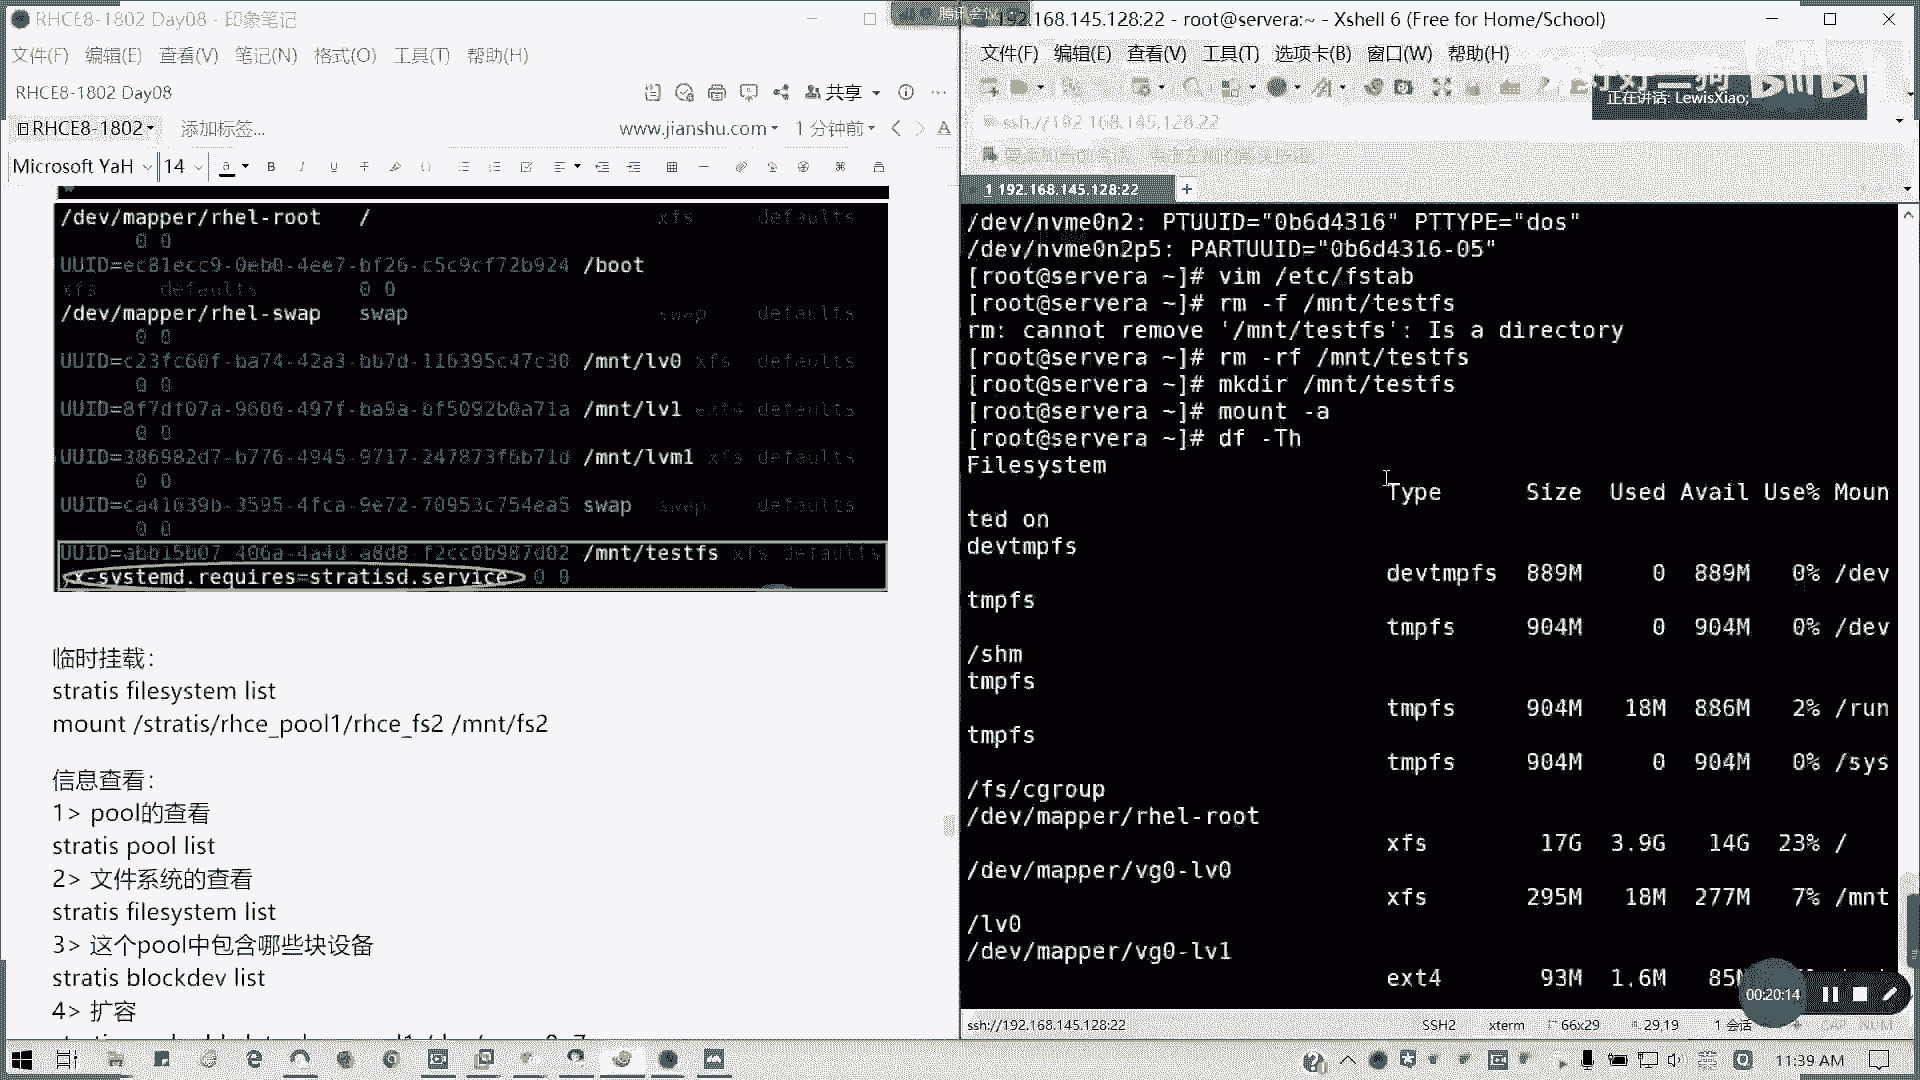 RHCE8-1802 Day08 - 印象笔记
文件(F) 编辑(E) 查看(V) 笔记(N) 格式(O) 工具(T) 帮助(H)
RHCE8-1802 Day08
共享
RHCE8-1802 添加标签...
www.jianshu.com 1 分钟前
Microsoft YaH 14
/dev/mapper/rhel-root / xfs defaults
0 0
UUID=ec81ecc9-0eb0-4ee7-bf26-c5c9cf72b924 /boot
xfs defaults 0 0
/dev/mapper/rhel-swap swap swap defaults
0 0
UUID=c23fc60f-ba74-42a3-bb7d-116395c47c30 /mnt/lv0 xfs defaults
0 0
UUID=8f7df07a-9606-497f-ba9a-bf5092b0a71a /mnt/lv1 ext4 defaults
0 0
UUID=386982d7-b776-4945-9717-247873f6b71d /mnt/lvm1 xfs defaults
0 0
UUID=ca41639b-3595-4fca-9e72-70953c754ea5 swap swap defaults
0 0
UUID=abb15b07-406a-4a4d-a8d8-f2cc0b987d02 /mnt/testfs xfs defaults
,x-systemd.requires=stratisd.service 0 0
临时挂载：
stratis filesystem list
mount /stratis/rhce_pool1/rhce_fs2 /mnt/fs2
信息查看：
1> pool的查看
stratis pool list
2> 文件系统的查看
stratis filesystem list
3> 这个pool中包含哪些块设备
stratis blockdev list
4> 扩容
腾讯会议
192.168.145.128:22 - root@servera:~ - Xshell 6 (Free for Home/School)
文件(F) 编辑(E) 查看(V) 工具(T) 选项卡(B) 窗口(W) 帮助(H)
正在讲话: LewisXiao;
ssh://192.168.145.128:22
1 192.168.145.128:22
/dev/nvme0n2: PTUUID="0b6d4316" PTTYPE="dos"
/dev/nvme0n2p5: PARTUUID="0b6d4316-05"
[root@servera ~]# vim /etc/fstab
[root@servera ~]# rm -f /mnt/testfs
rm: cannot remove '/mnt/testfs': Is a directory
[root@servera ~]# rm -rf /mnt/testfs
[root@servera ~]# mkdir /mnt/testfs
[root@servera ~]# mount -a
[root@servera ~]# df -Th
Filesystem
Type Size Used Avail Use% Moun
ted on
devtmpfs
devtmpfs 889M 0 889M 0% /dev
tmpfs
tmpfs 904M 0 904M 0% /dev
/shm
tmpfs
tmpfs 904M 18M 886M 2% /run
tmpfs
tmpfs 904M 0 904M 0% /sys
/fs/cgroup
/dev/mapper/rhel-root
xfs 17G 3.9G 14G 23% /
/dev/mapper/vg0-lv0
xfs 295M 18M 277M 7% /mnt
/lv0
/dev/mapper/vg0-lv1
ext4 93M 1.6M
00:20:14
ssh://192.168.145.128:22 SSH2 xterm 66x29 29,19 1 会话 CAP NUM
11:39 AM